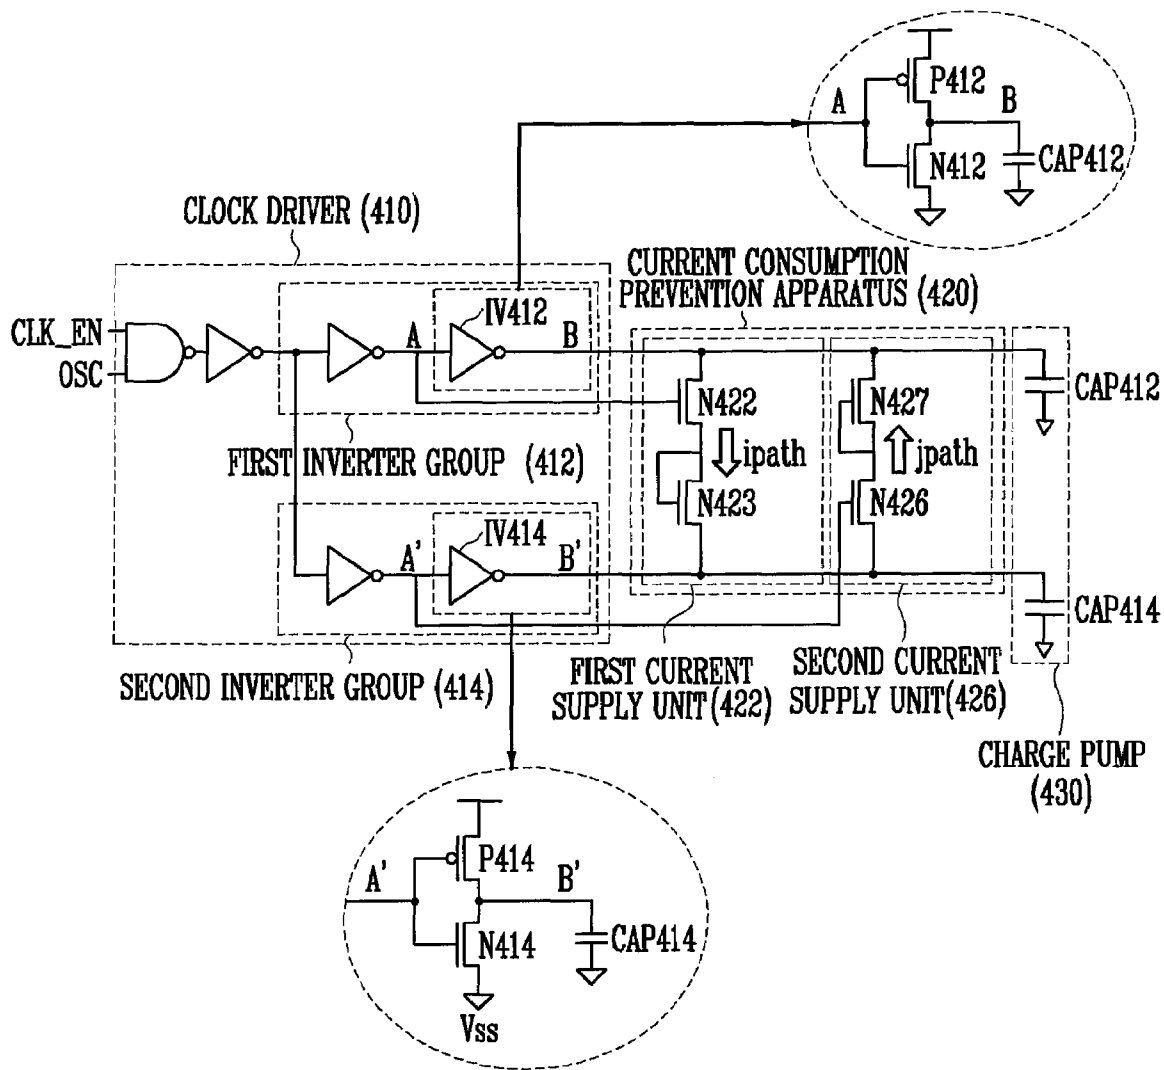 A
P412
B
N412
CAP412
CLOCK DRIVER (410)
CURRENT CONSUMPTION
PREVENTION APPARATUS (420)
CLK_EN
OSC
A
IV412
B
N422
N427
CAP412
ipath
jpath
FIRST INVERTER GROUP (412)
N423
N426
A'
IV414
B'
CAP414
SECOND INVERTER GROUP (414)
FIRST CURRENT
SUPPLY UNIT(422)
SECOND CURRENT
SUPPLY UNIT(426)
CHARGE PUMP
(430)
A'
P414
B'
N414
CAP414
Vss